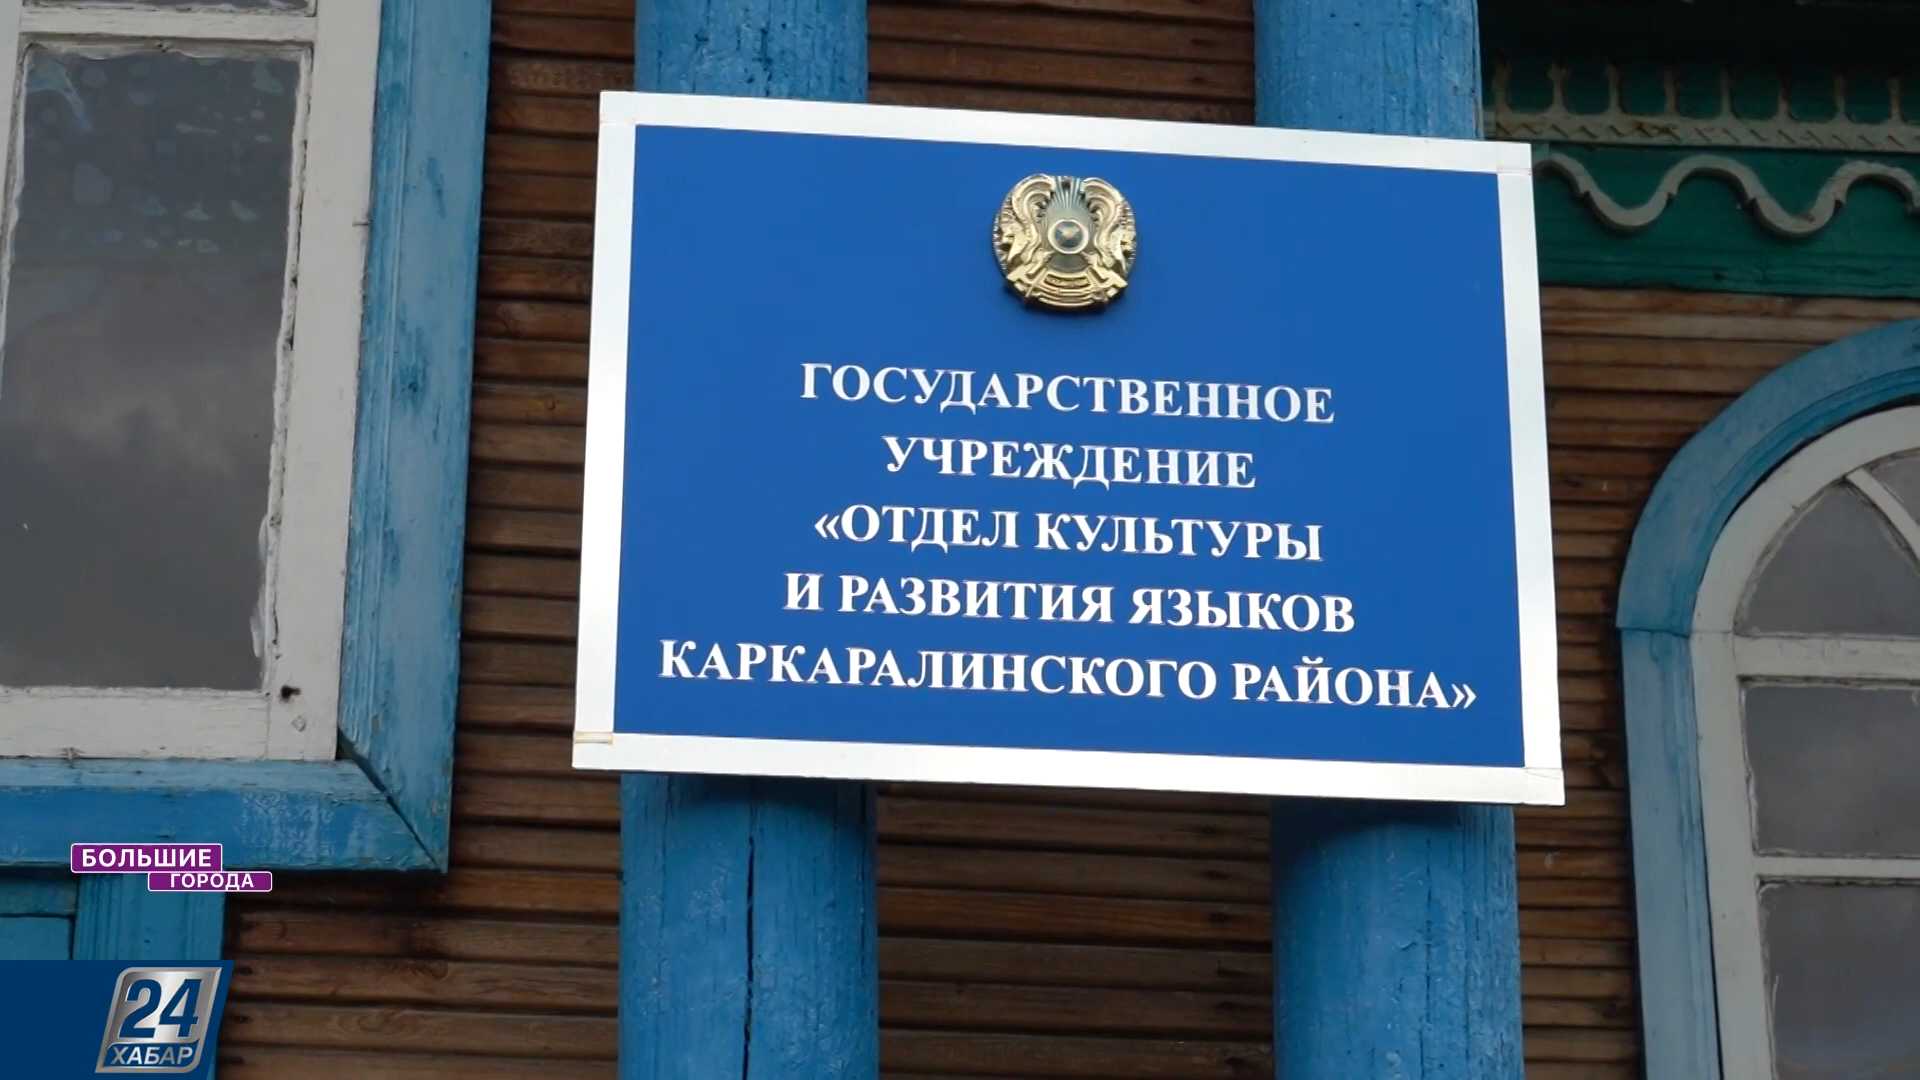 ГОСУДАРСТВЕННОЕ
УЧРЕЖДЕНИЕ
«ОТДЕЛ КУЛЬТУРЫ
И РАЗВИТИЯ ЯЗЫКОВ
КАРКАРАЛИНСКОГО РАЙОНА»
БОЛЬШИЕ
ГОРОДА
24
ХАБАР